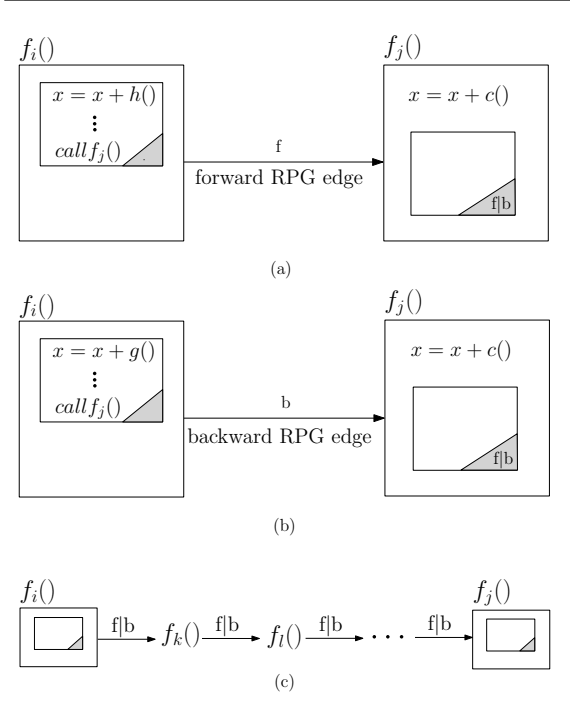 f_i() f_j()
x = x + h() x = x + c()
⋮
call f_j() f
forward RPG edge f|b
(a)
f_i() f_j()
x = x + g() x = x + c()
⋮
call f_j() b
backward RPG edge f|b
(b)
f_i() f_j()
f|b f_k() f|b f_l() f|b · · · f|b
(c)